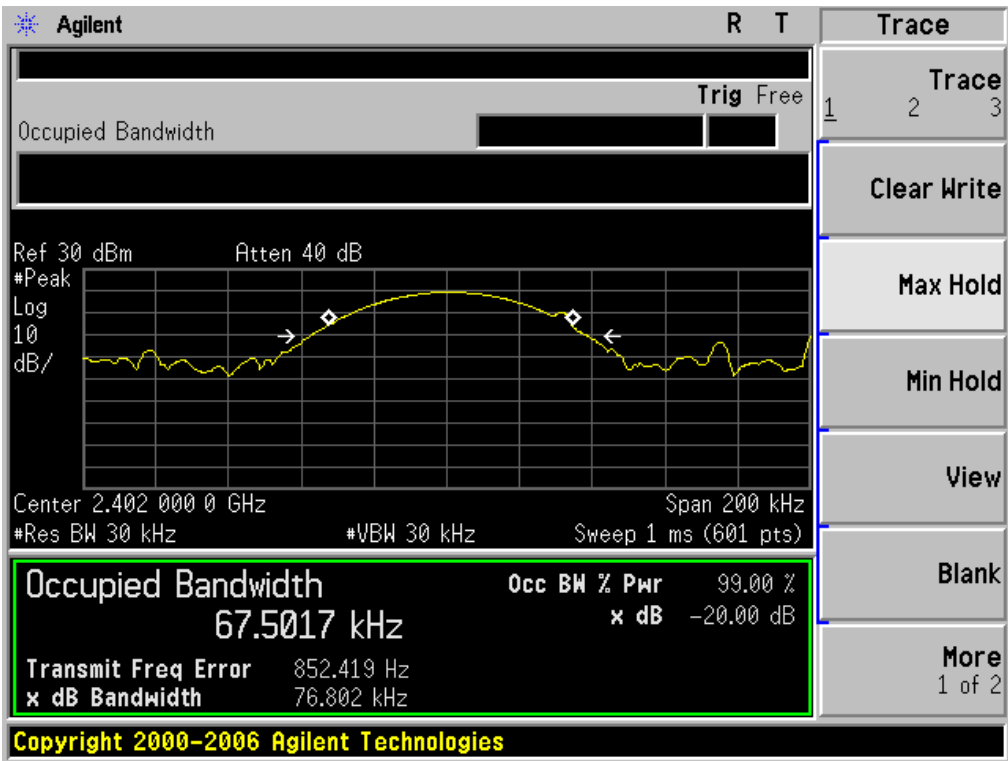 Agilent R T Trace
Trig Free
Occupied Bandwidth
Trace
1 2 3
Clear Write
Max Hold
Min Hold
View
Blank
More
1 of 2
Ref 30 dBm Atten 40 dB
#Peak
Log
10
dB/
Center 2.402 000 0 GHz Span 200 kHz
#Res BW 30 kHz #VBW 30 kHz Sweep 1 ms (601 pts)
Occupied Bandwidth Occ BW % Pwr 99.00 %
67.5017 kHz x dB -20.00 dB
Transmit Freq Error 852.419 Hz
x dB Bandwidth 76.802 kHz
Copyright 2000-2006 Agilent Technologies